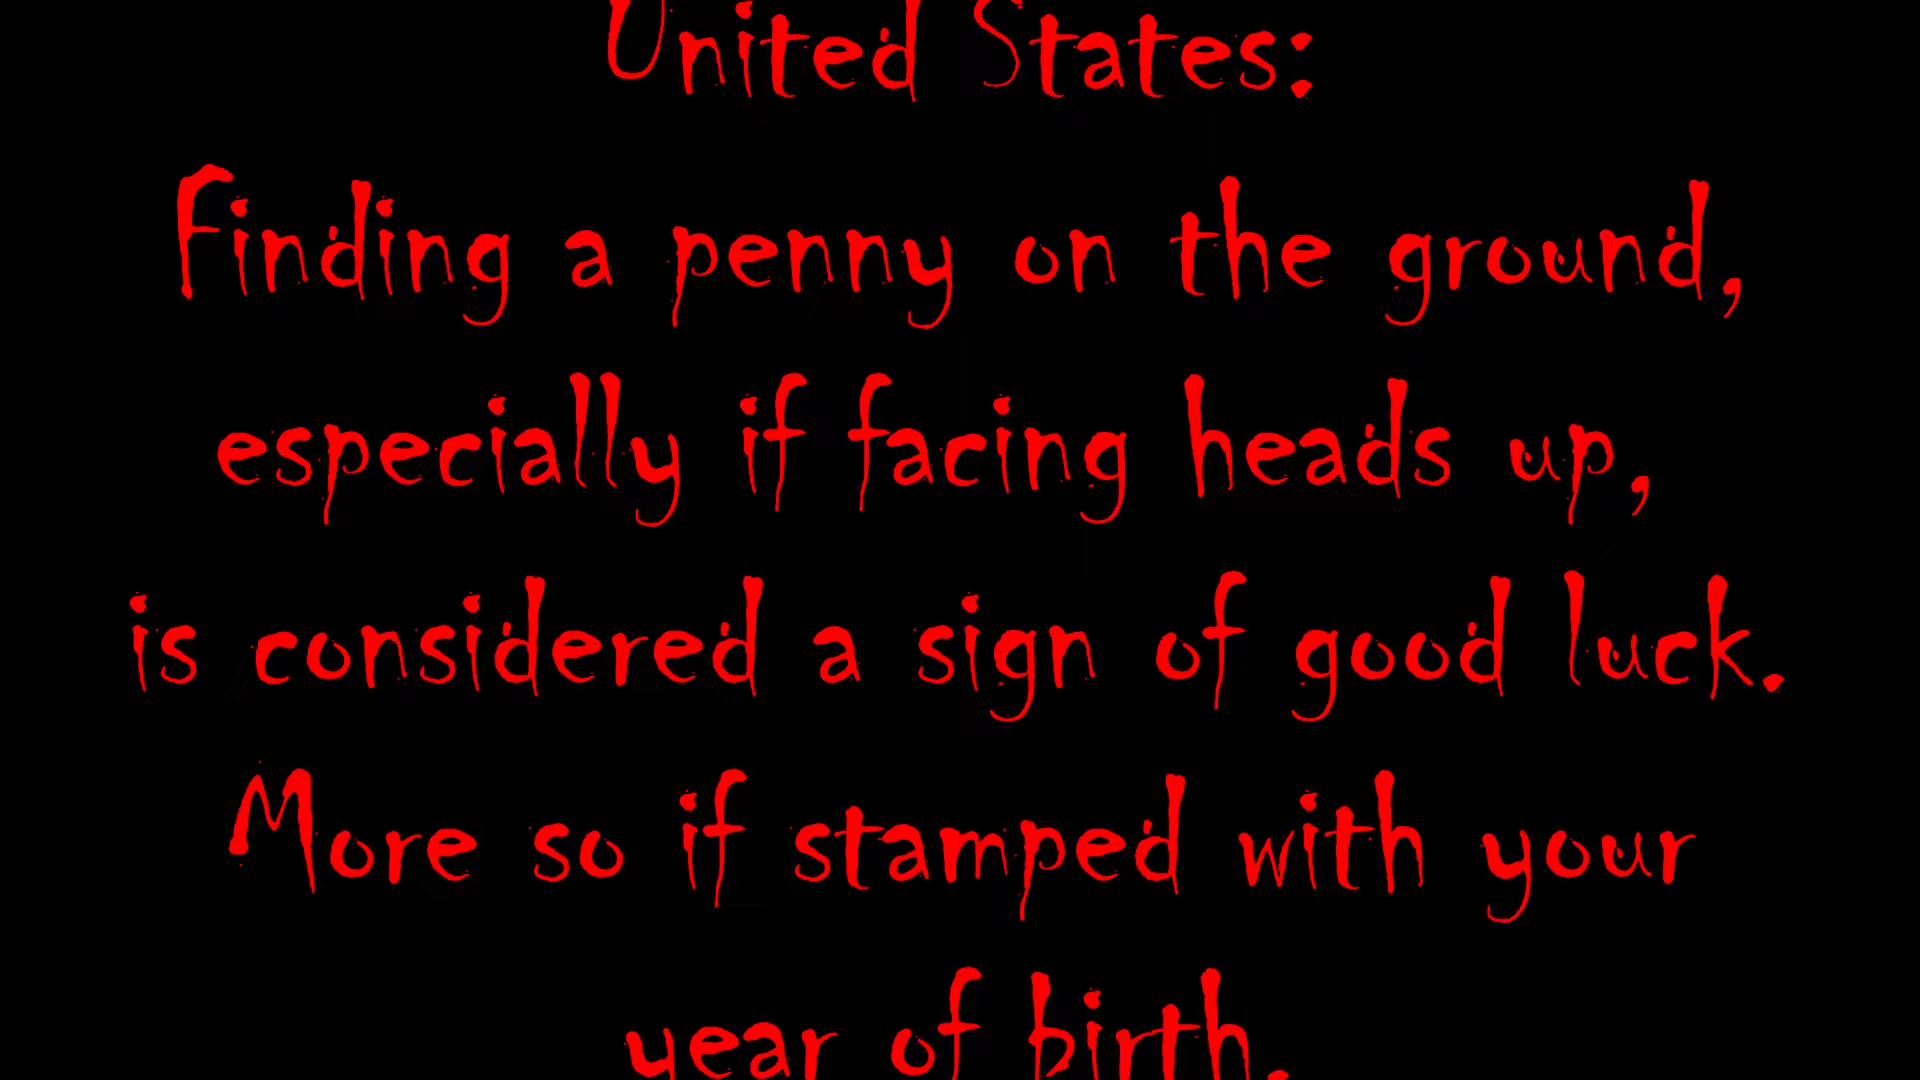 United States:
Finding a penny on the ground,
especially if facing heads up,
is considered a sign of good luck.
More so if stamped with your
year of birth.